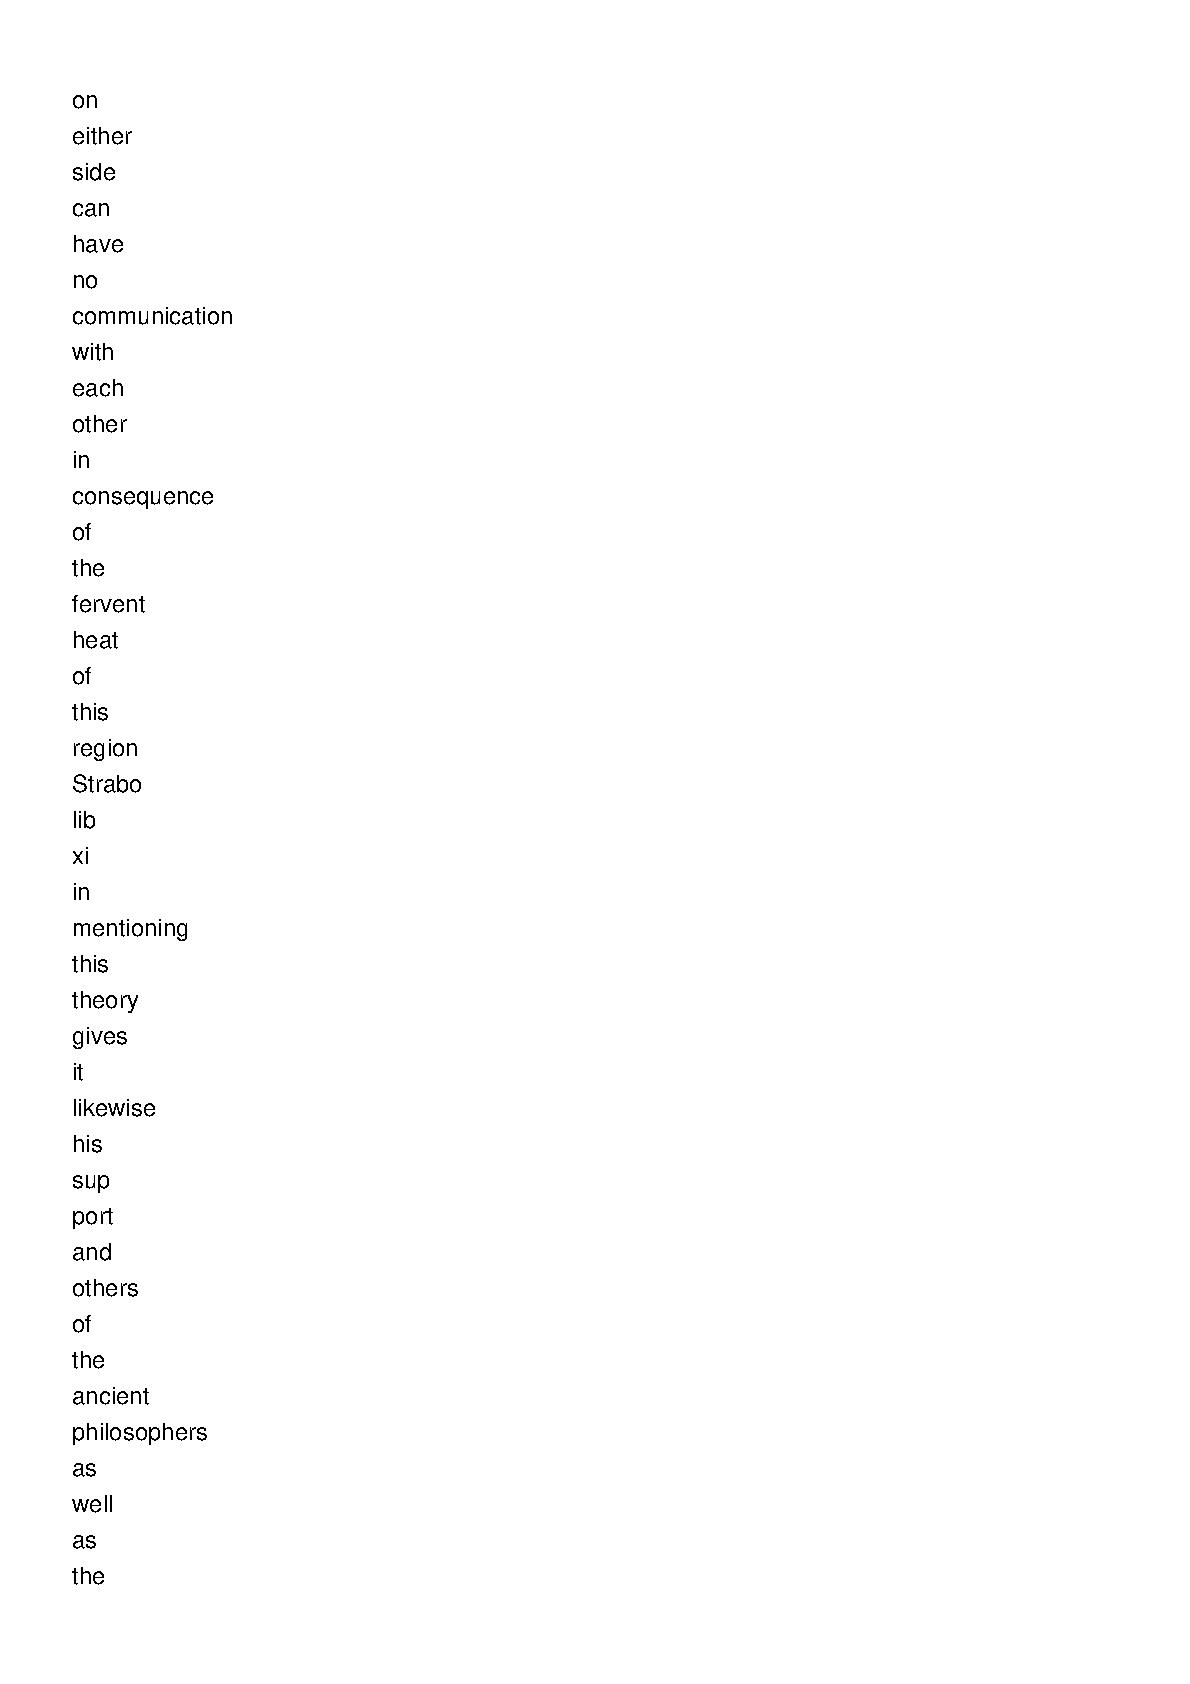 on
either
side
can
have
no
communication
with
each
other
in
consequence
of
the
fervent
heat
of
this
region
Strabo
lib
xi
in
mentioning
this
theory
gives
it
likewise
his
sup
port
and
others
of
the
ancient
philosophers
as
well
as
the